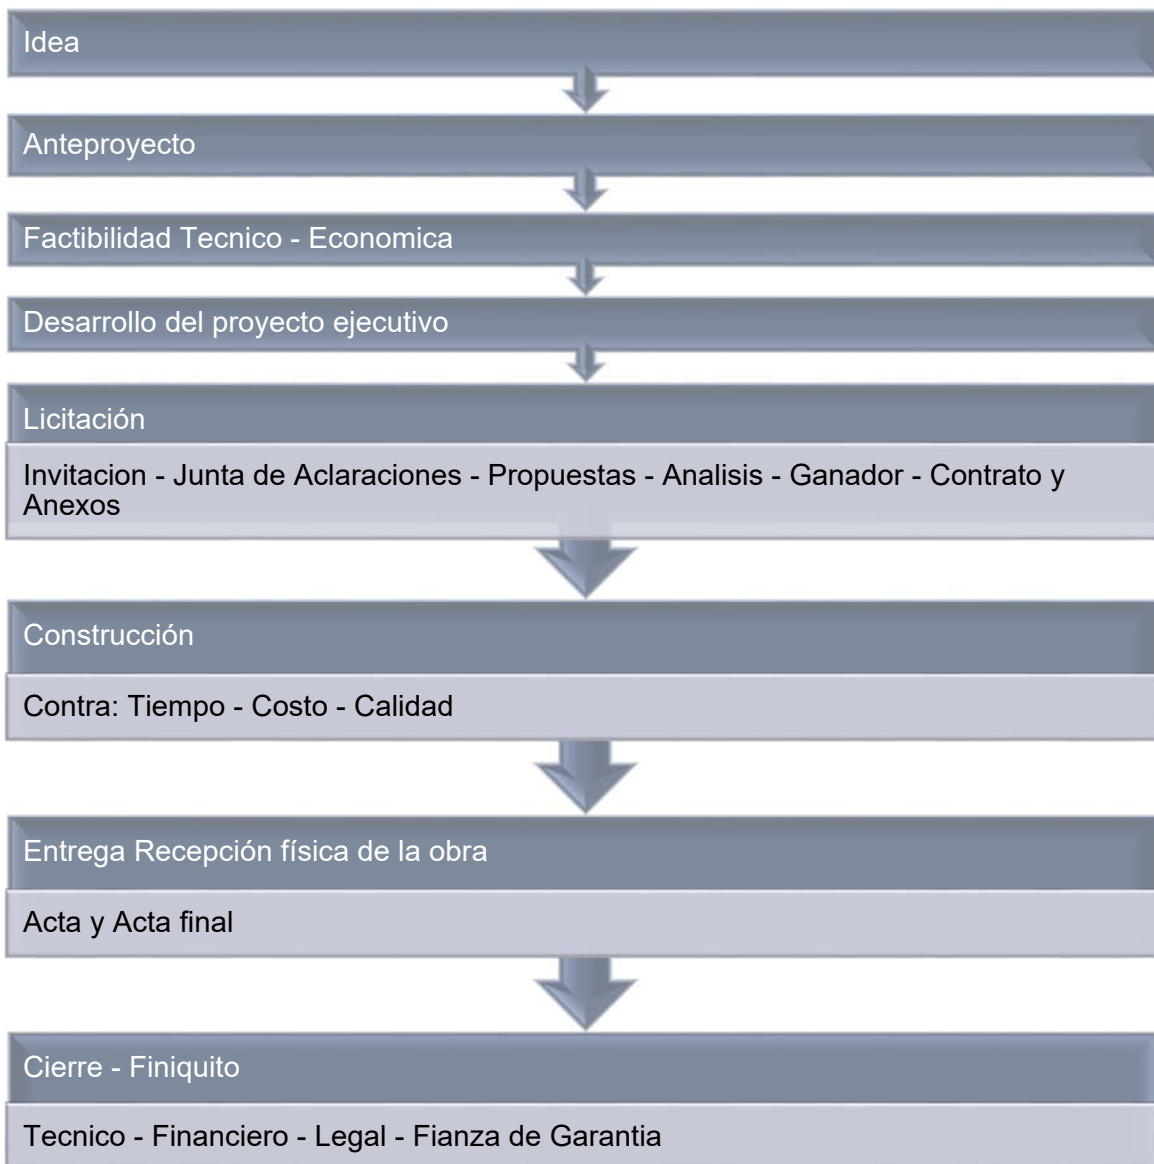 Idea
Anteproyecto
Factibilidad Tecnico - Economica
Desarrollo del proyecto ejecutivo
Licitación
Invitacion - Junta de Aclaraciones - Propuestas - Analisis - Ganador - Contrato y
Anexos
Construcción
Contra: Tiempo - Costo - Calidad
Entrega Recepción física de la obra
Acta y Acta final
Cierre - Finiquito
Tecnico - Financiero - Legal - Fianza de Garantia